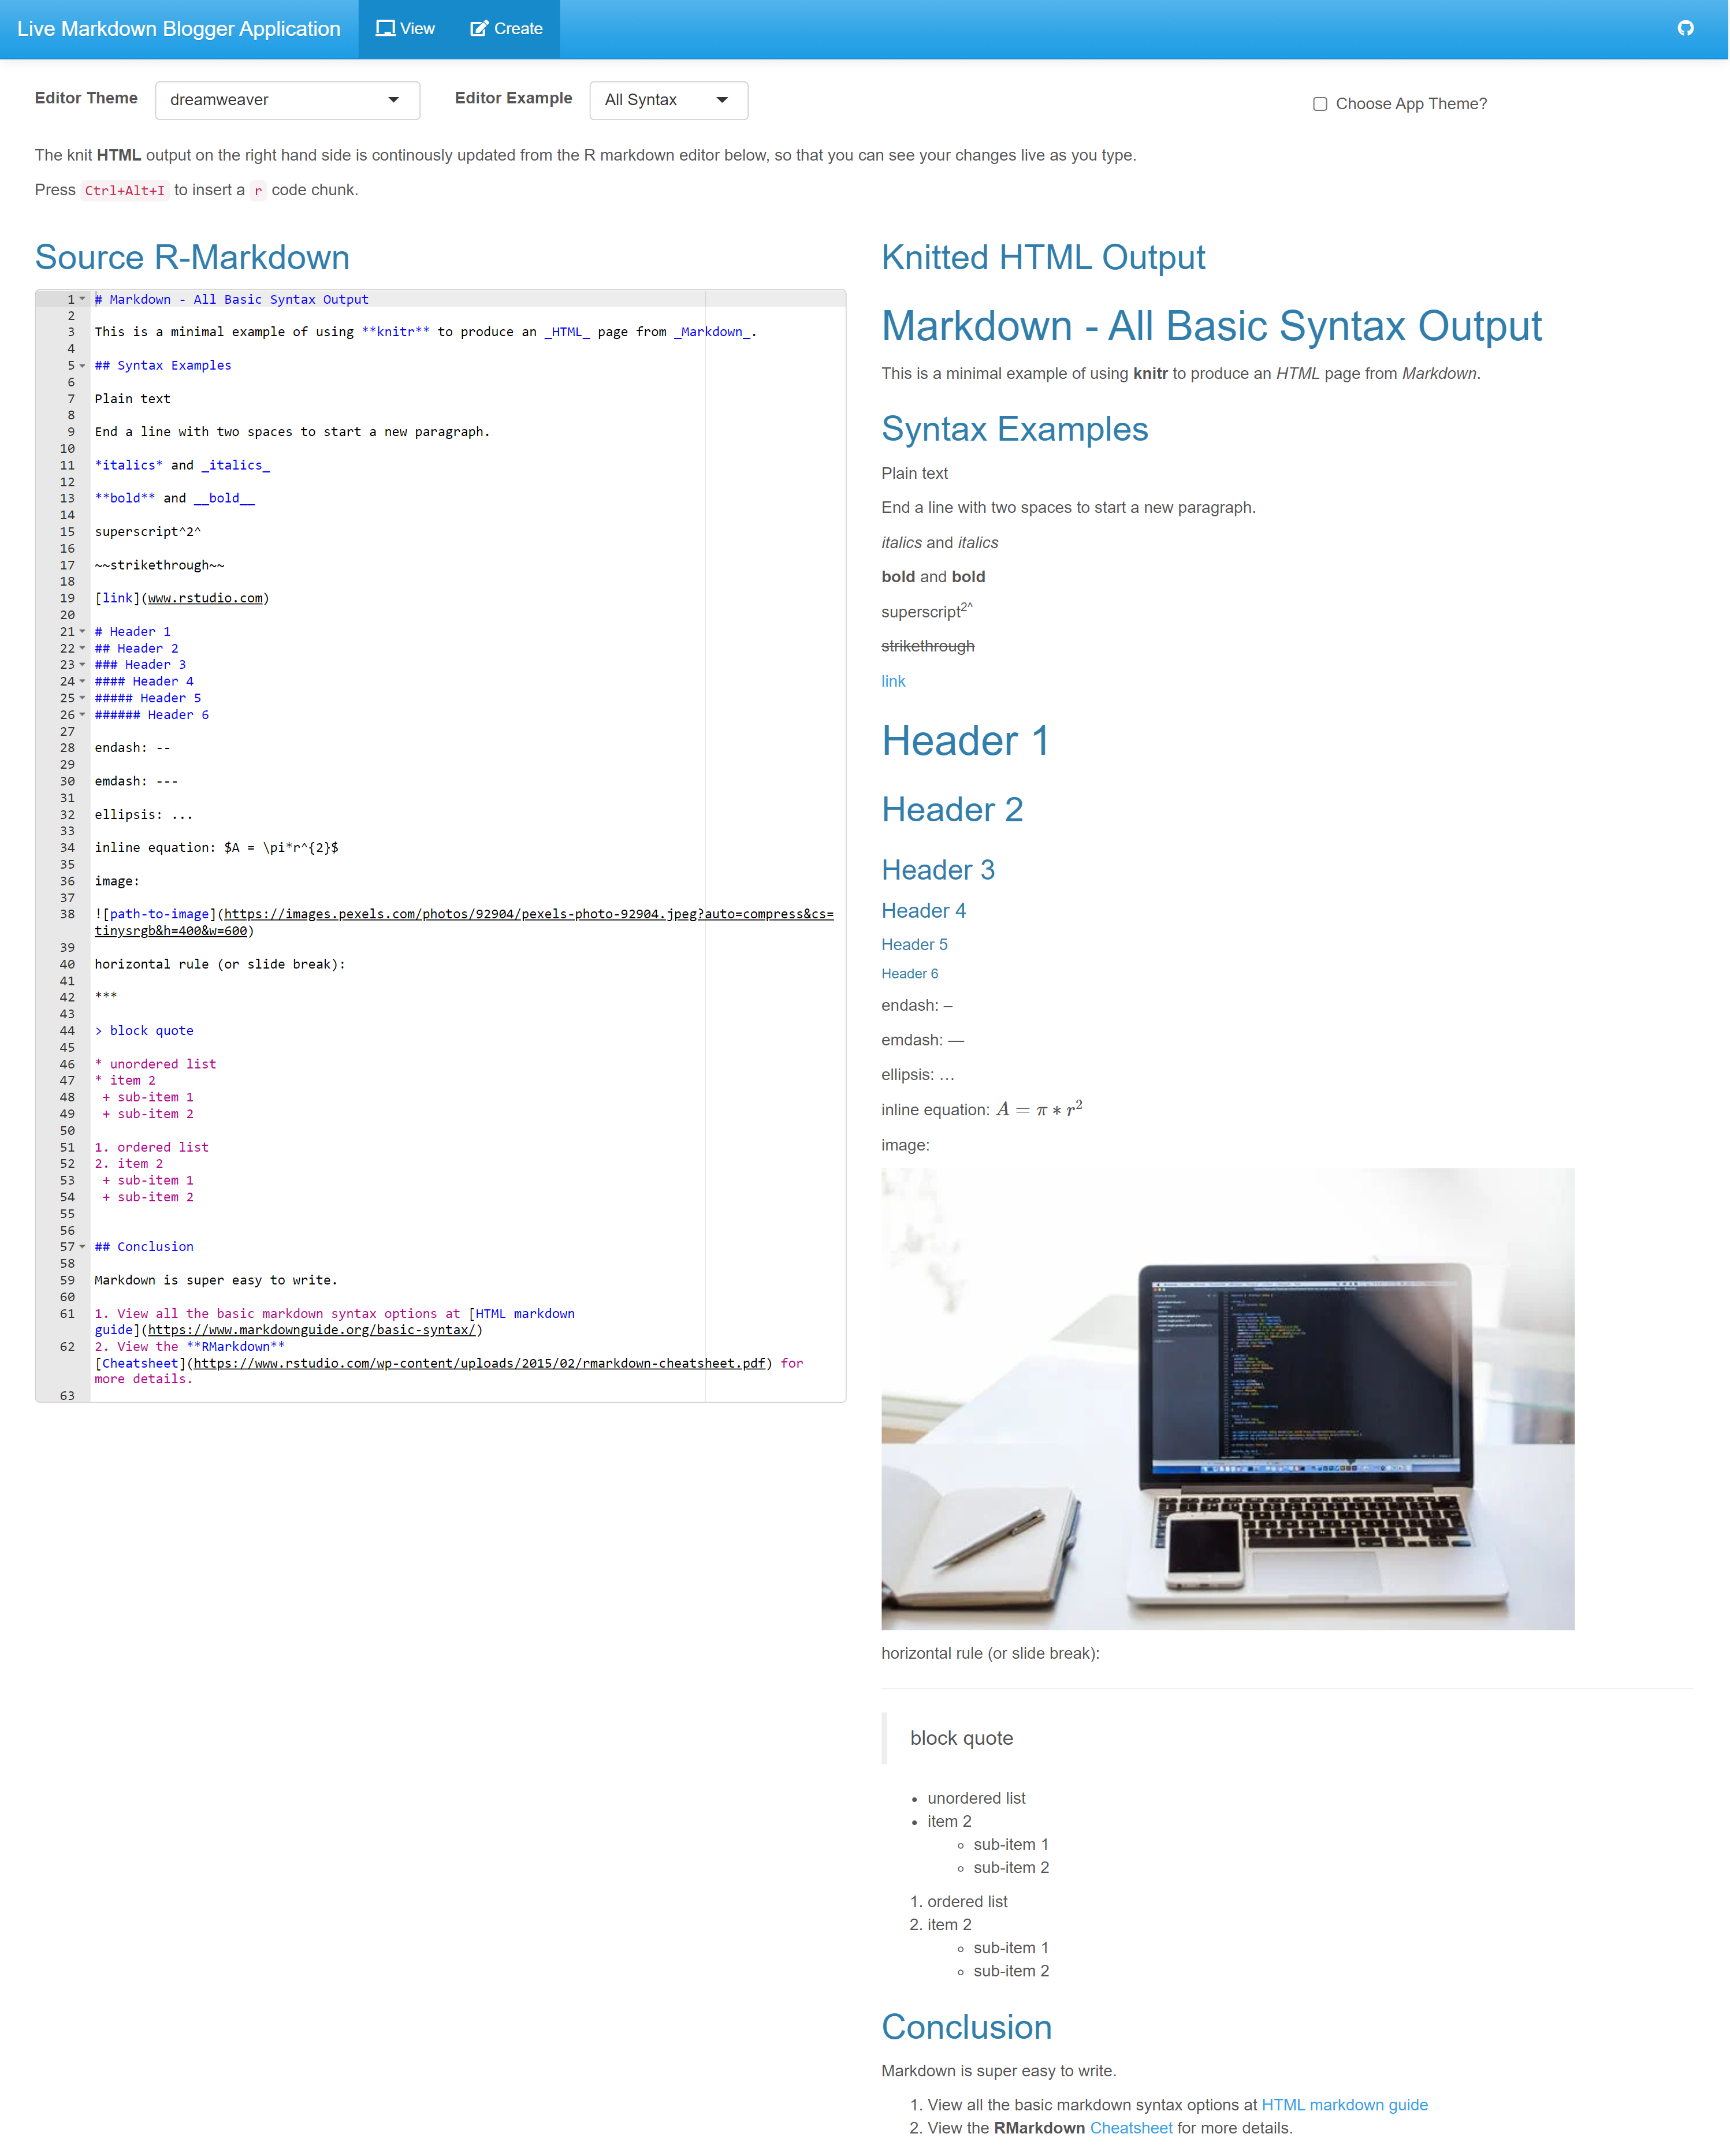 Live Markdown Blogger Application View Create
Editor Theme dreamweaver Editor Example All Syntax Choose App Theme?
The knit HTML output on the right hand side is continously updated from the R markdown editor below, so that you can see your changes live as you type.
Press Ctrl+Alt+I to insert a r code chunk.
Source R-Markdown
1 # Markdown - All Basic Syntax Output
2
3 This is a minimal example of using **knitr** to produce an _HTML_ page from _Markdown_.
4
5 ## Syntax Examples
6
7 Plain text
8
9 End a line with two spaces to start a new paragraph.
10
11 *italics* and _italics_
12
13 **bold** and __bold__
14
15 superscript^2^
16
17 ~~strikethrough~~
18
19 [link](www.rstudio.com)
20
21 # Header 1
22 ## Header 2
23 ### Header 3
24 #### Header 4
25 ##### Header 5
26 ###### Header 6
27
28 endash: --
29
30 emdash: ---
31
32 ellipsis: ...
33
34 inline equation: $A = \pi*r^{2}$
35
36 image:
37
38 ![path-to-image](https://images.pexels.com/photos/92904/pexels-photo-92904.jpeg?auto=compress&cs=
tinysrgb&h=400&w=600)
39
40 horizontal rule (or slide break):
41
42 ***
43
44 > block quote
45
46 * unordered list
47 * item 2
48 + sub-item 1
49 + sub-item 2
50
51 1. ordered list
52 2. item 2
53 + sub-item 1
54 + sub-item 2
55
56
57 ## Conclusion
58
59 Markdown is super easy to write.
60
61 1. View all the basic markdown syntax options at [HTML markdown
guide](https://www.markdownguide.org/basic-syntax/)
62 2. View the **RMarkdown**
[Cheatsheet](https://www.rstudio.com/wp-content/uploads/2015/02/rmarkdown-cheatsheet.pdf) for
more details.
63
Knitted HTML Output
Markdown - All Basic Syntax Output
This is a minimal example of using knitr to produce an HTML page from Markdown.
Syntax Examples
Plain text
End a line with two spaces to start a new paragraph.
italics and italics
bold and bold
superscript2^
strikethrough
link
Header 1
Header 2
Header 3
Header 4
Header 5
Header 6
endash: –
emdash: —
ellipsis: …
inline equation: A = π ∗ r²
image:
horizontal rule (or slide break):
block quote
• unordered list
• item 2
◦ sub-item 1
◦ sub-item 2
1. ordered list
2. item 2
◦ sub-item 1
◦ sub-item 2
Conclusion
Markdown is super easy to write.
1. View all the basic markdown syntax options at HTML markdown guide
2. View the RMarkdown Cheatsheet for more details.